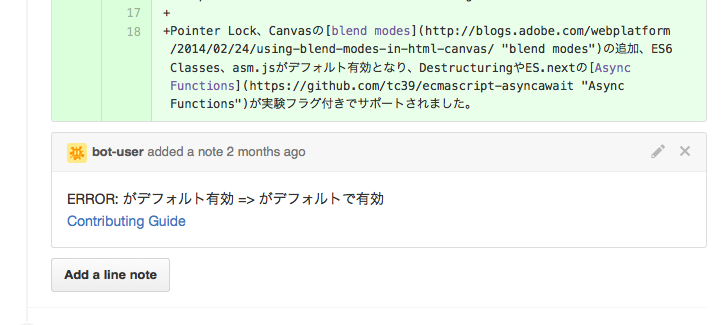 17 +
18 +Pointer Lock、Canvasの[blend modes](http://blogs.adobe.com/webplatform
/2014/02/24/using-blend-modes-in-html-canvas/ "blend modes")の追加、ES6
Classes、asm.jsがデフォルト有効となり、DestructuringやES.nextの[Async
Functions](https://github.com/tc39/ecmascript-asyncawait "Async
Functions")が実験フラグ付きでサポートされました。
bot-user added a note 2 months ago
ERROR: がデフォルト有効 => がデフォルトで有効
Contributing Guide
Add a line note